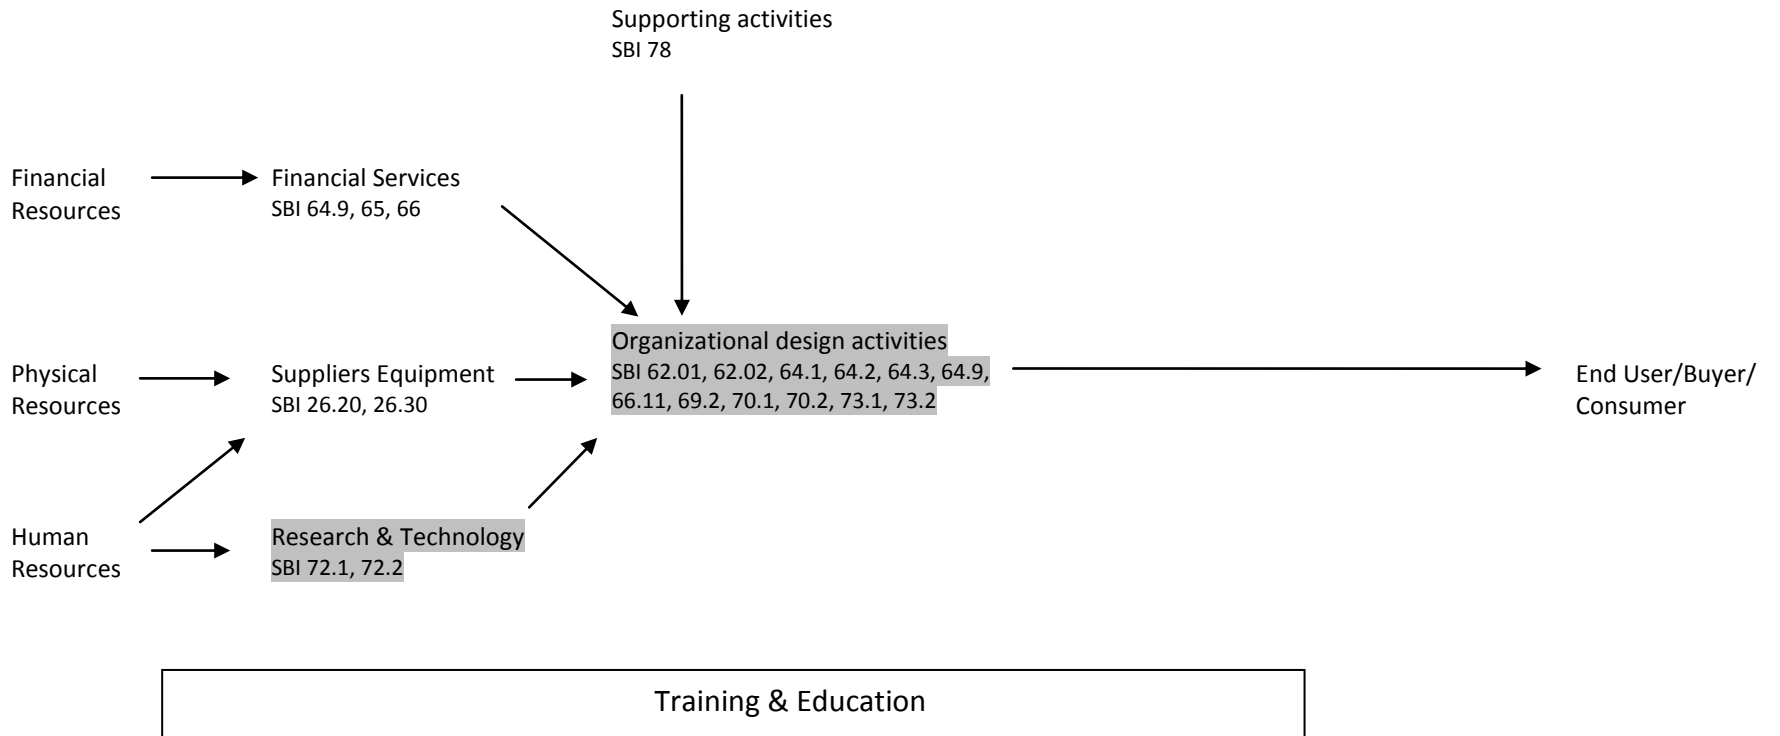 Supporting activities
SBI 78
Financial
Resources
Financial Services
SBI 64.9, 65, 66
Physical
Resources
Suppliers Equipment
SBI 26.20, 26.30
Organizational design activities
SBI 62.01, 62.02, 64.1, 64.2, 64.3, 64.9,
66.11, 69.2, 70.1, 70.2, 73.1, 73.2
End User/Buyer/
Consumer
Human
Resources
Research & Technology
SBI 72.1, 72.2
Training & Education